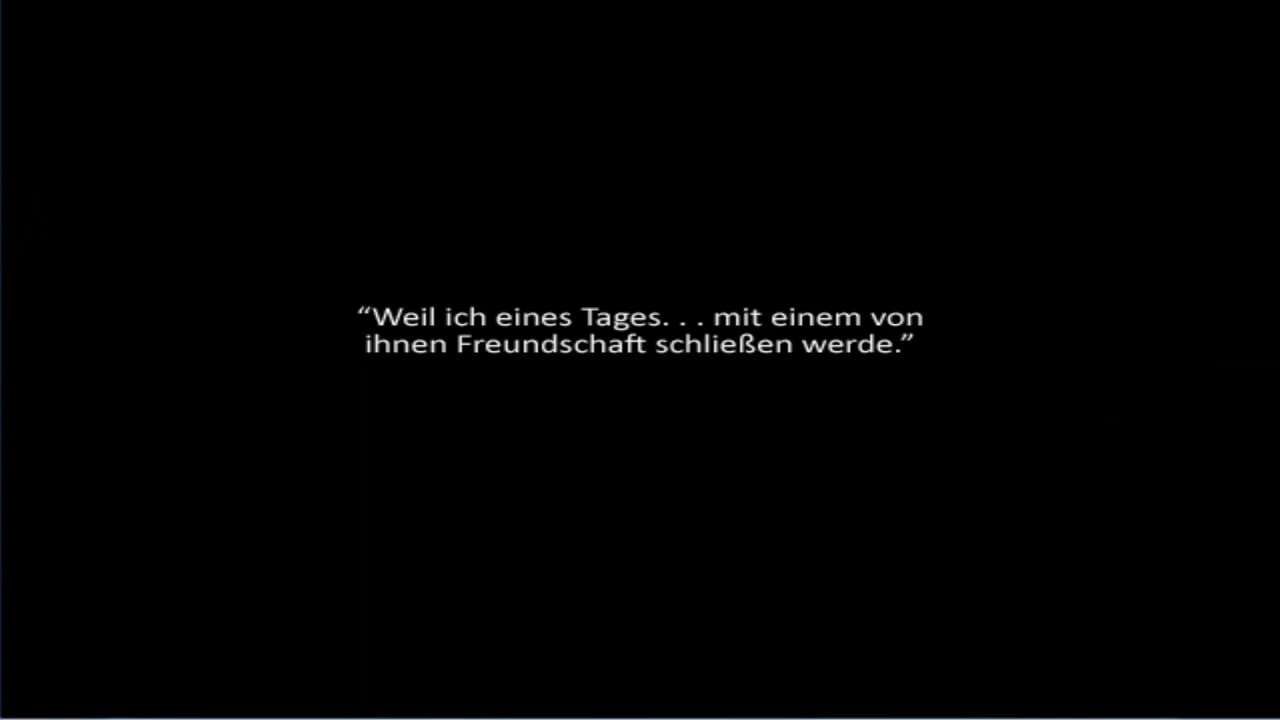 “Weil ich eines Tages. . . mit einem von
ihnen Freundschaft schließen werde.”